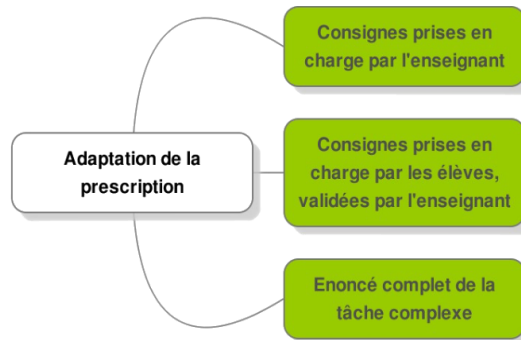 Consignes prises en
charge par l'enseignant
Adaptation de la
prescription
Consignes prises en
charge par les élèves,
validées par l'enseignant
Enoncé complet de la
tâche complexe